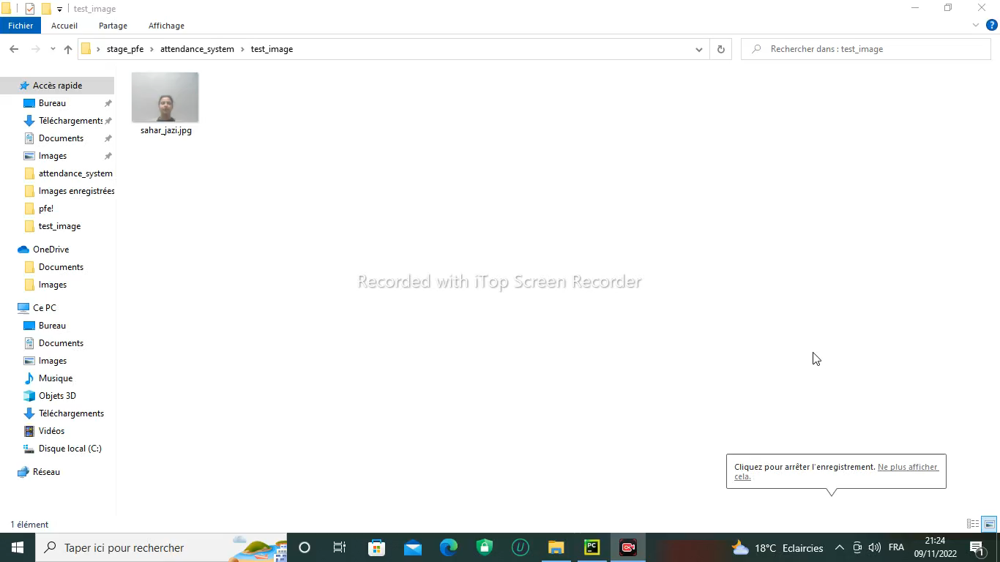 test_image
Fichier
Accueil
Partage
Affichage
stage_pfe
attendance_system
test_image
Rechercher dans : test_image
Accès rapide
Bureau
Téléchargements
Documents
Images
attendance_system
Images enregistrées
pfe!
test_image
OneDrive
Documents
Images
Ce PC
Bureau
Documents
Images
Musique
Objets 3D
Téléchargements
Vidéos
Disque local (C:)
Réseau
sahar_jazi.jpg
Recorded with iTop Screen Recorder
Cliquez pour arrêter l'enregistrement. Ne plus afficher
cela.
1 élément
Taper ici pour rechercher
PC
18°C Eclaircies
FRA
21:24
09/11/2022
1